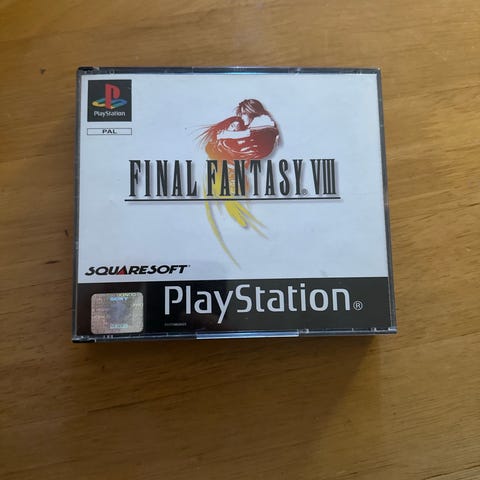 PlayStation
PAL
FINAL FANTASY® VIII
SQUARESOFT
PlayStation®